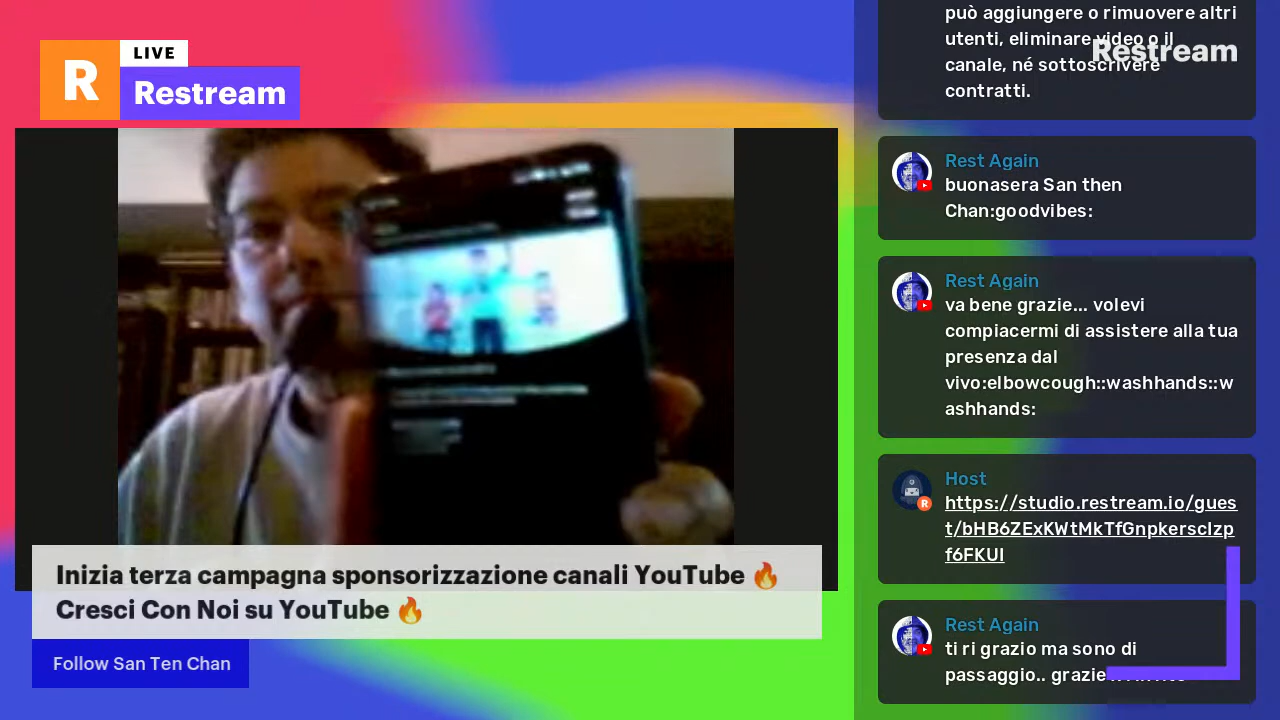 R
LIVE
Restream
Restream
può aggiungere o rimuovere altri
utenti, eliminare video o il
canale, né sottoscrivere
contratti.
Rest Again
buonasera San then
Chan:goodvibes:
Rest Again
va bene grazie... volevi
compiacermi di assistere alla tua
presenza dal
vivo:elbowcough::washhands::w
ashhands:
Host
https://studio.restream.io/gues
t/bHB6ZExKWtMkTfGnpkersclzp
f6FKUI
Rest Again
ti ri grazio ma sono di
passaggio.. grazie
Inizia terza campagna sponsorizzazione canali YouTube 🔥
Cresci Con Noi su YouTube 🔥
Follow San Ten Chan